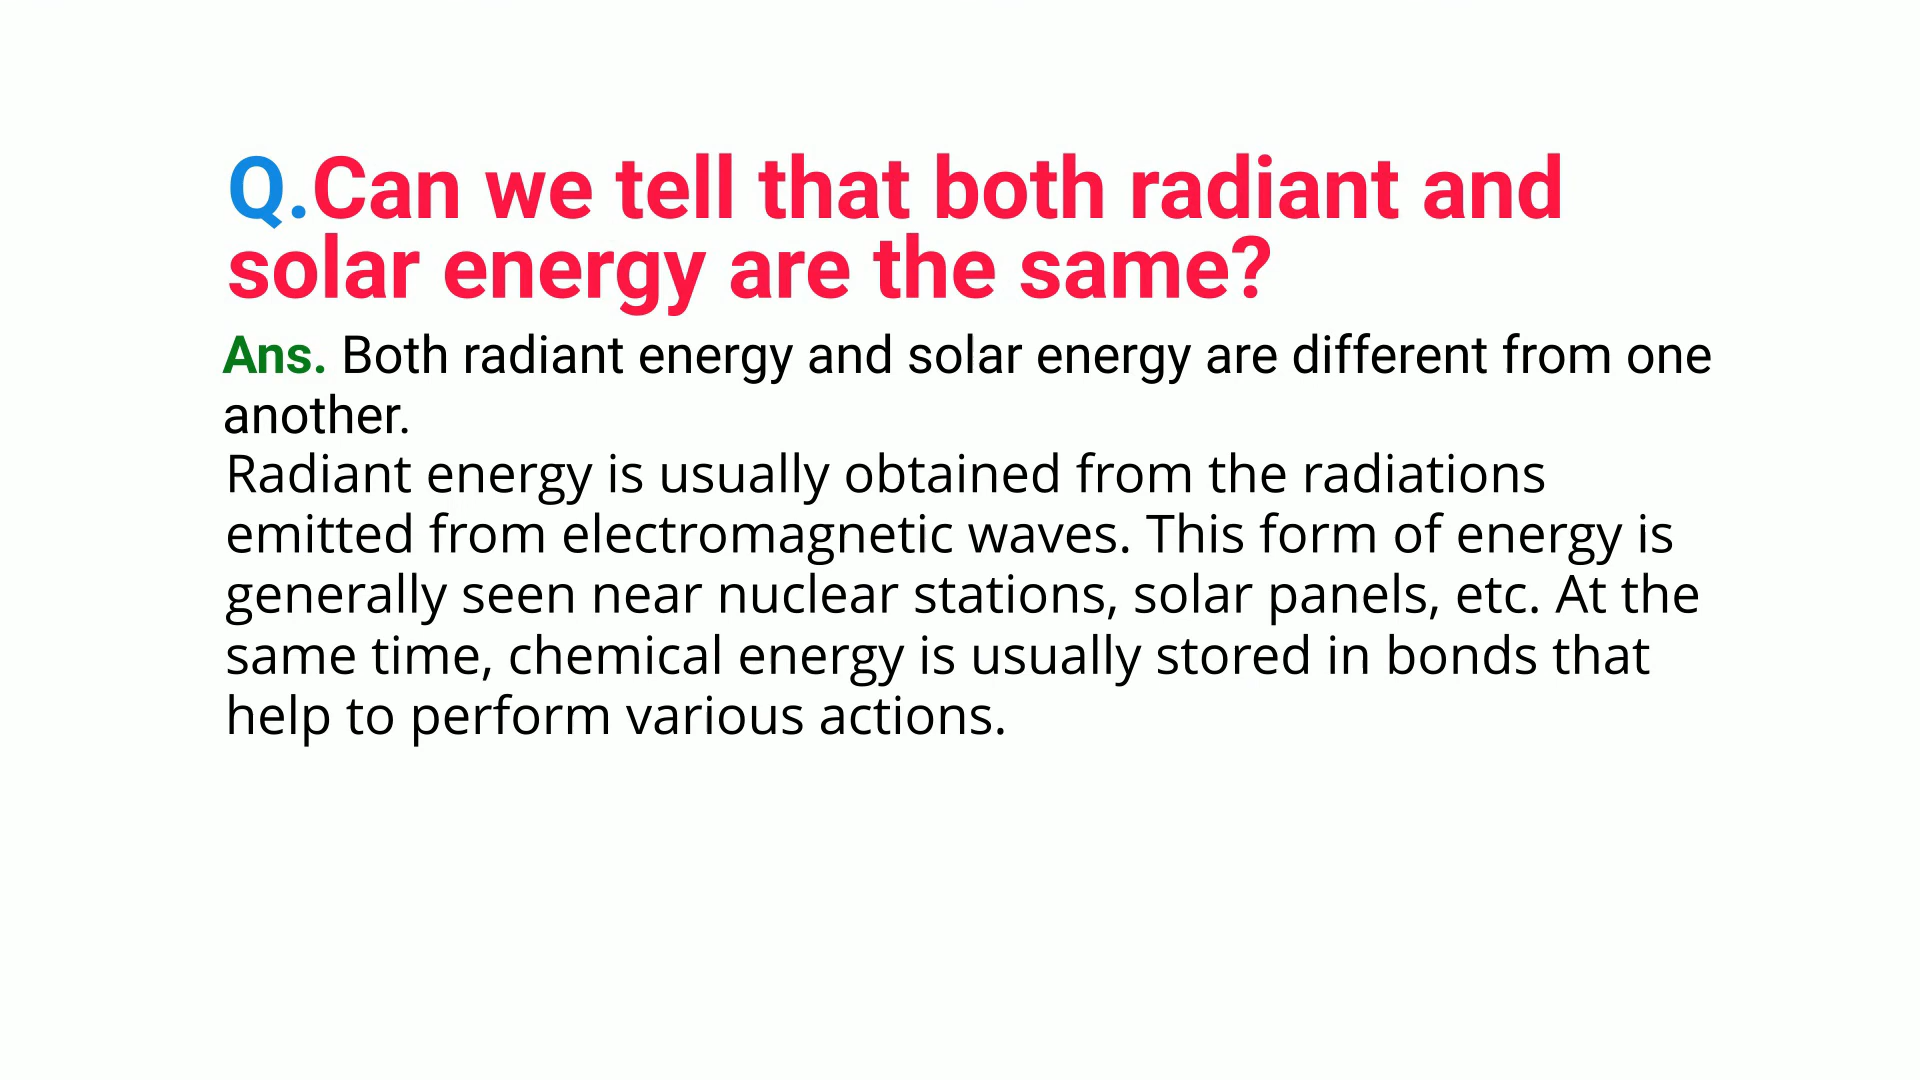 Q.Can we tell that both radiant and
solar energy are the same?
Ans. Both radiant energy and solar energy are different from one
another.
Radiant energy is usually obtained from the radiations
emitted from electromagnetic waves. This form of energy is
generally seen near nuclear stations, solar panels, etc. At the
same time, chemical energy is usually stored in bonds that
help to perform various actions.